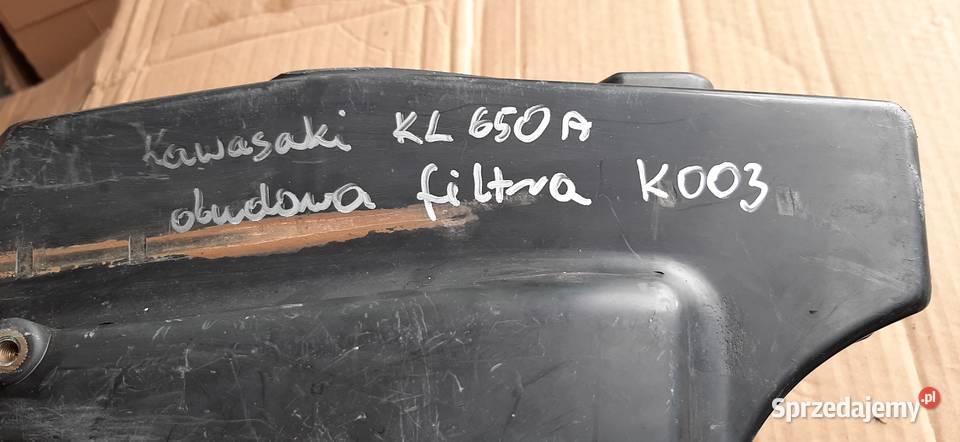 Kawasaki KL 650 A
obudowa filtra K003
Sprzedajemy.pl